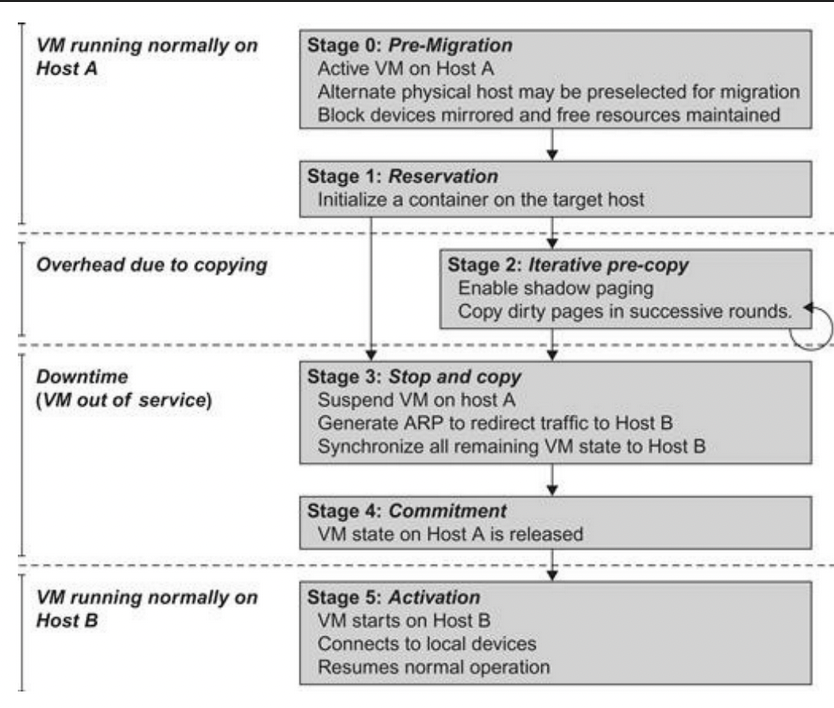 VM running normally on
Host A
Stage 0: Pre-Migration
Active VM on Host A
Alternate physical host may be preselected for migration
Block devices mirrored and free resources maintained
Stage 1: Reservation
Initialize a container on the target host
Overhead due to copying
Stage 2: Iterative pre-copy
Enable shadow paging
Copy dirty pages in successive rounds.
Downtime
(VM out of service)
Stage 3: Stop and copy
Suspend VM on host A
Generate ARP to redirect traffic to Host B
Synchronize all remaining VM state to Host B
Stage 4: Commitment
VM state on Host A is released
VM running normally on
Host B
Stage 5: Activation
VM starts on Host B
Connects to local devices
Resumes normal operation